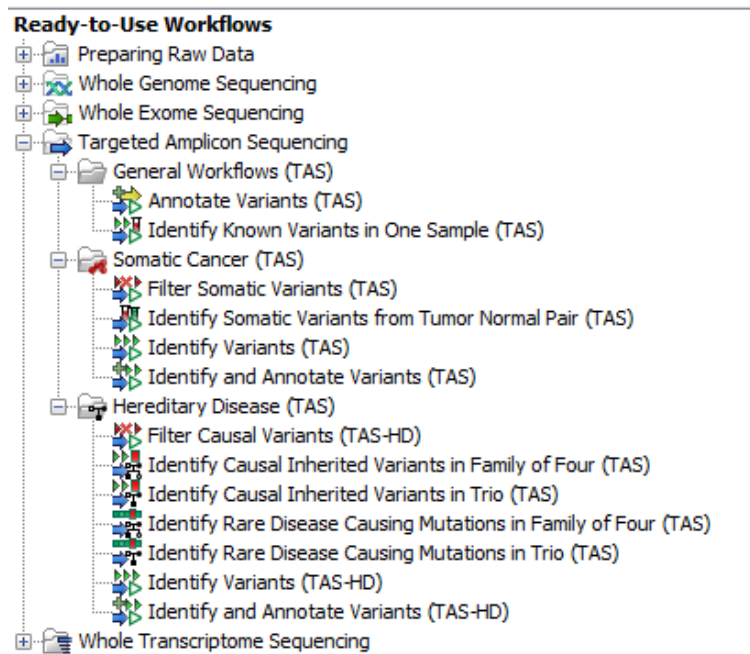 Ready-to-Use Workflows
Preparing Raw Data
Whole Genome Sequencing
Whole Exome Sequencing
Targeted Amplicon Sequencing
General Workflows (TAS)
Annotate Variants (TAS)
Identify Known Variants in One Sample (TAS)
Somatic Cancer (TAS)
Filter Somatic Variants (TAS)
Identify Somatic Variants from Tumor Normal Pair (TAS)
Identify Variants (TAS)
Identify and Annotate Variants (TAS)
Hereditary Disease (TAS)
Filter Causal Variants (TAS-HD)
Identify Causal Inherited Variants in Family of Four (TAS)
Identify Causal Inherited Variants in Trio (TAS)
Identify Rare Disease Causing Mutations in Family of Four (TAS)
Identify Rare Disease Causing Mutations in Trio (TAS)
Identify Variants (TAS-HD)
Identify and Annotate Variants (TAS-HD)
Whole Transcriptome Sequencing